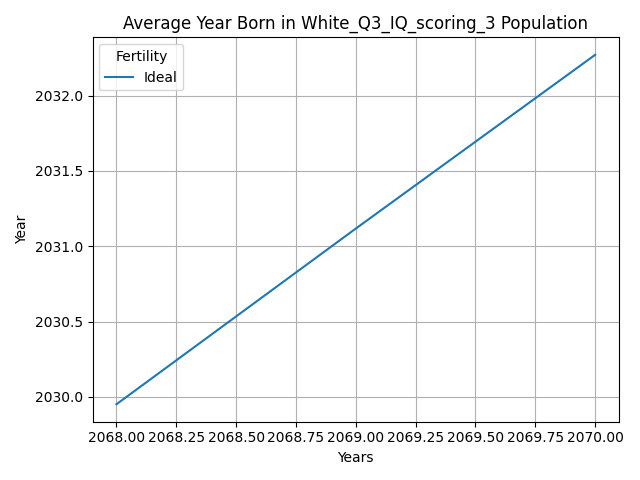 Average Year Born in White_Q3_IQ_scoring_3 Population
Fertility
Ideal
Year
2032.0
2031.5
2031.0
2030.5
2030.0
2068.00 2068.25 2068.50 2068.75 2069.00 2069.25 2069.50 2069.75 2070.00
Years